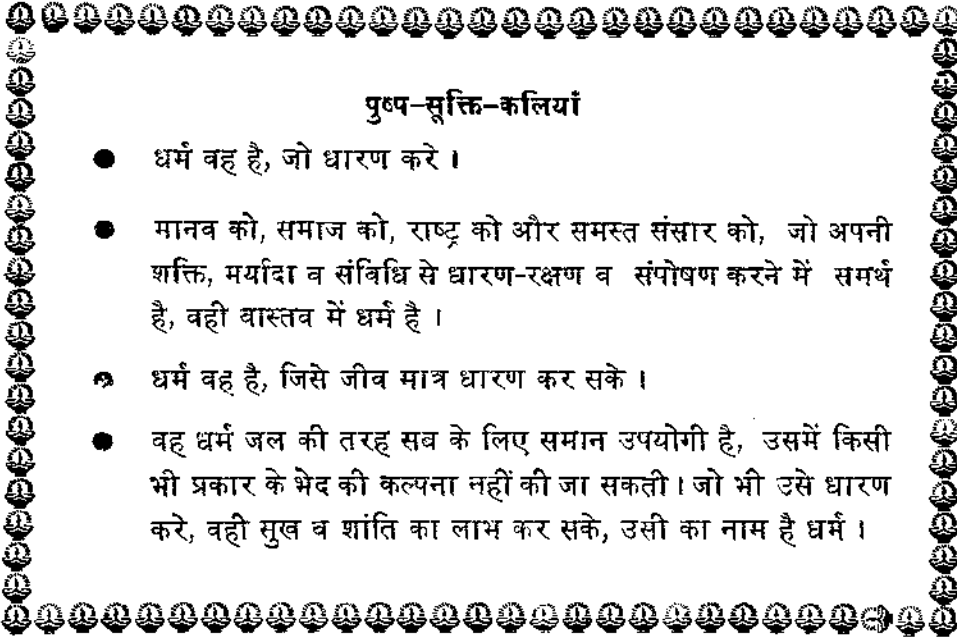 पुष्प-सूक्ति-कलियां
● धर्म वह है, जो धारण करे ।
● मानव को, समाज को, राष्ट्र को और समस्त संसार को, जो अपनी
शक्ति, मर्यादा व संविधि से धारण-रक्षण व संपोषण करने में समर्थ
है, वही वास्तव में धर्म है ।
● धर्म वह है, जिसे जीव मात्र धारण कर सके ।
● वह धर्म जल की तरह सब के लिए समान उपयोगी है, उसमें किसी
भी प्रकार के भेद की कल्पना नहीं की जा सकती । जो भी उसे धारण
करे, वही सुख व शांति का लाभ कर सके, उसी का नाम है धर्म ।